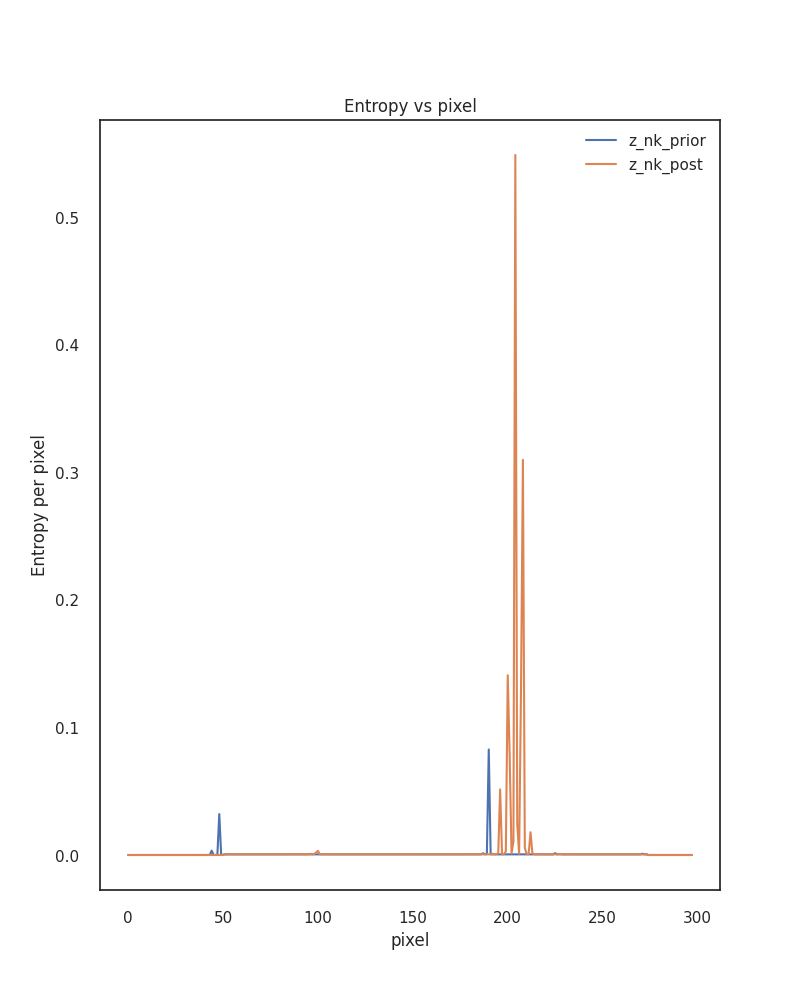 Entropy vs pixel
z_nk_prior
z_nk_post
Entropy per pixel
0.5
0.4
0.3
0.2
0.1
0.0
0 50 100 150 200 250 300
pixel